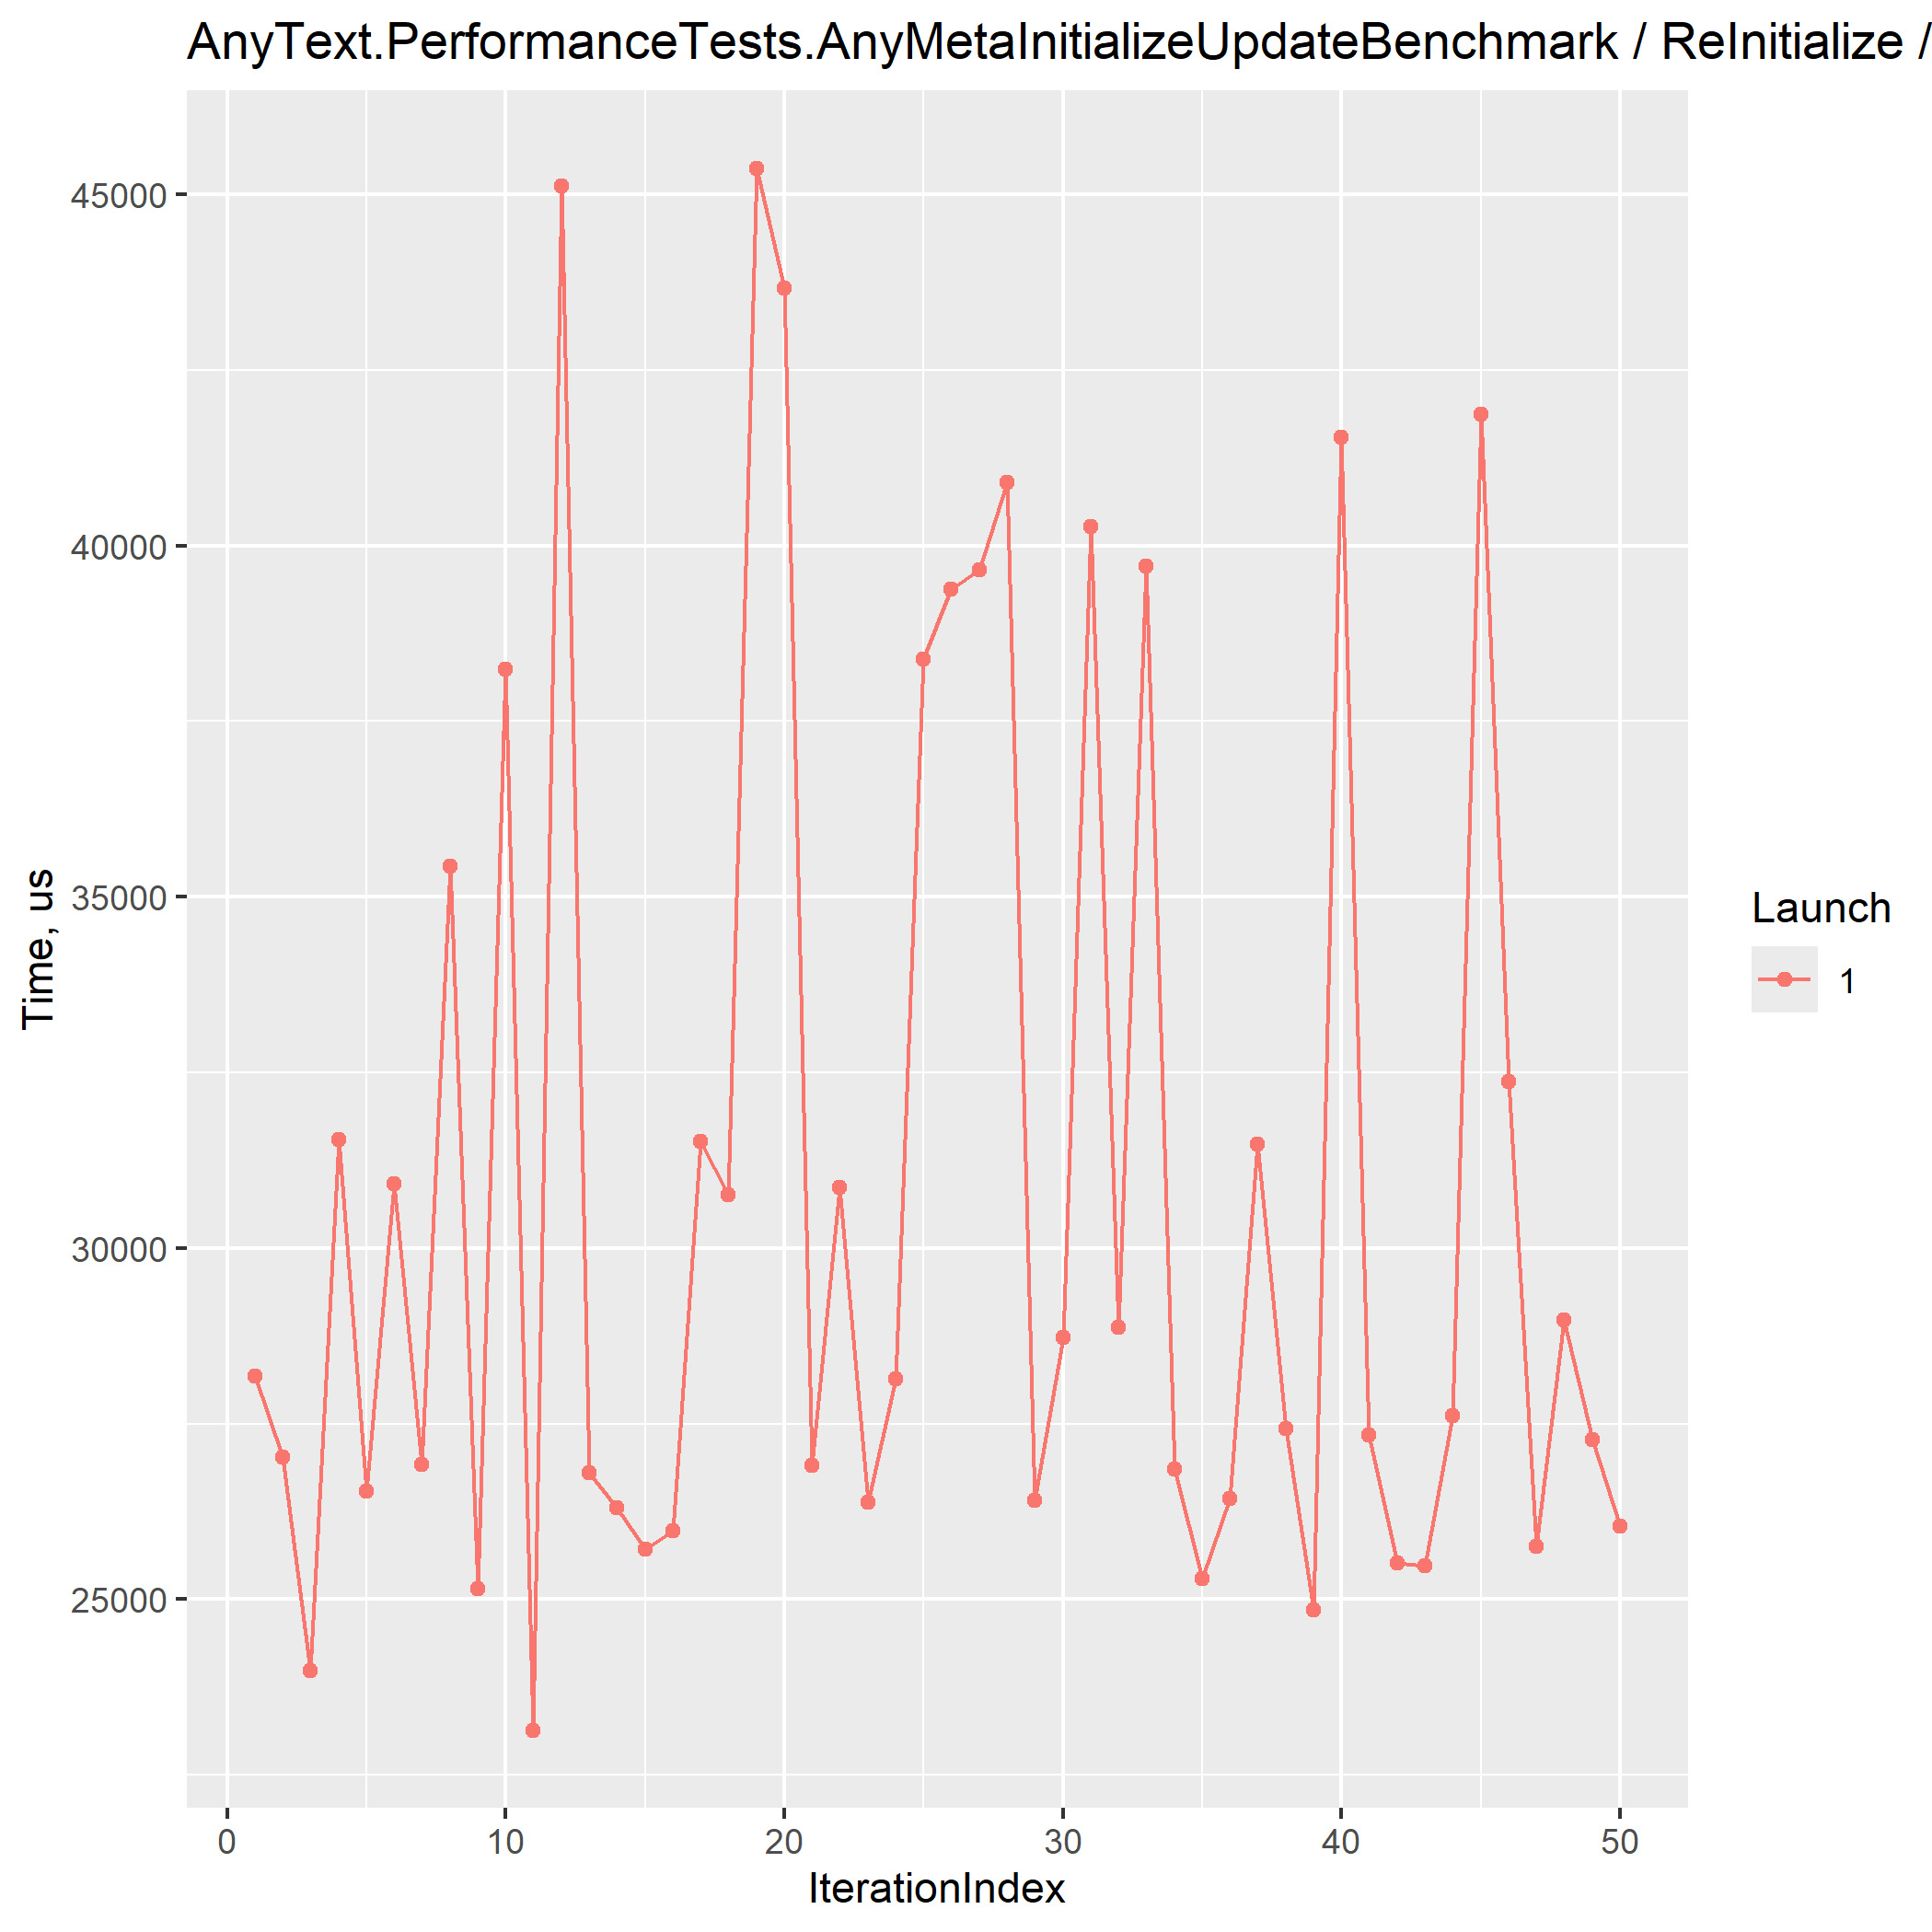 AnyText.PerformanceTests.AnyMetaInitializeUpdateBenchmark / ReInitialize /
45000
40000
35000
30000
25000
Time, us
0 10 20 30 40 50
IterationIndex
Launch
1